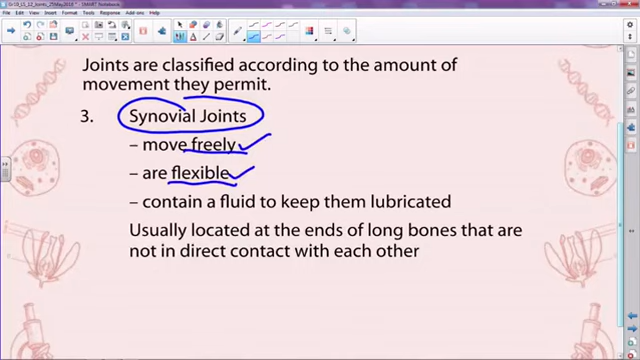 Joints are classified according to the amount of
movement they permit.
3. Synovial Joints
– move freely
– are flexible
– contain a fluid to keep them lubricated
Usually located at the ends of long bones that are
not in direct contact with each other